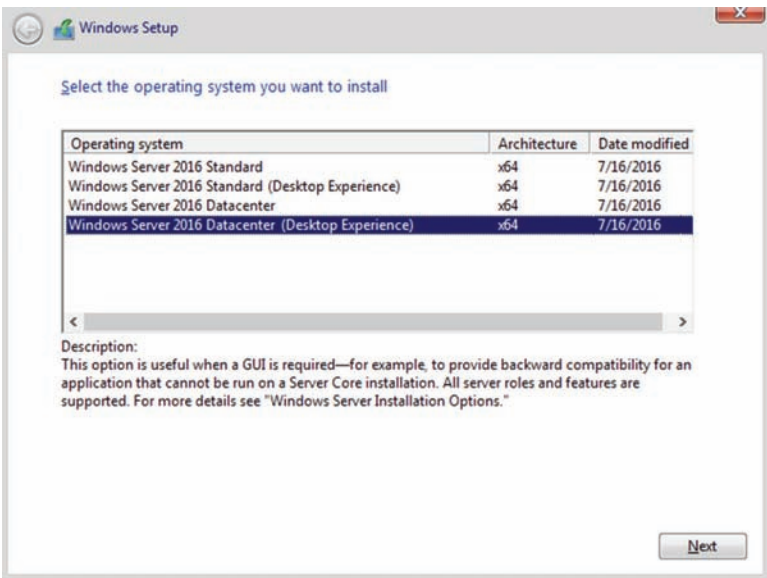 Windows Setup
Select the operating system you want to install
Operating system Architecture Date modified
Windows Server 2016 Standard x64 7/16/2016
Windows Server 2016 Standard (Desktop Experience) x64 7/16/2016
Windows Server 2016 Datacenter x64 7/16/2016
Windows Server 2016 Datacenter (Desktop Experience) x64 7/16/2016
Description:
This option is useful when a GUI is required—for example, to provide backward compatibility for an
application that cannot be run on a Server Core installation. All server roles and features are
supported. For more details see "Windows Server Installation Options."
Next